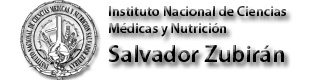 Instituto Nacional de Ciencias
Médicas y Nutrición
Salvador Zubirán